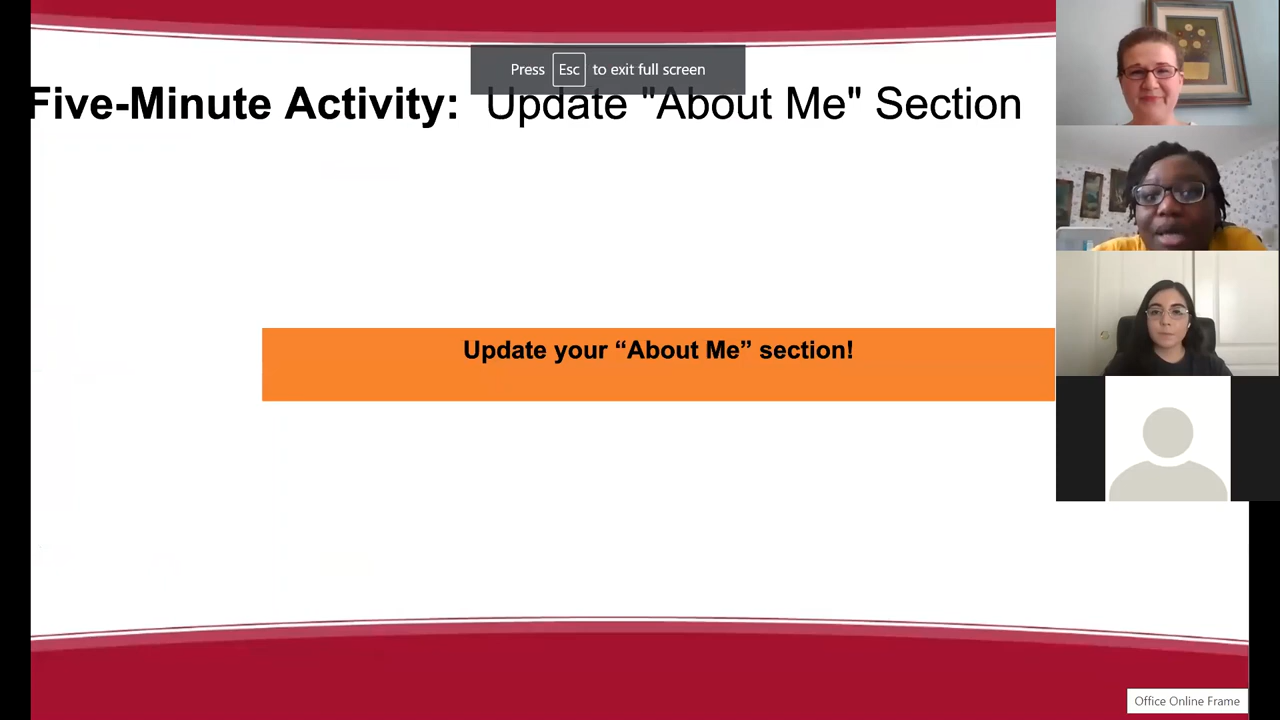 Press Esc to exit full screen
Five-Minute Activity: Update "About Me" Section
Update your “About Me” section!
Office Online Frame